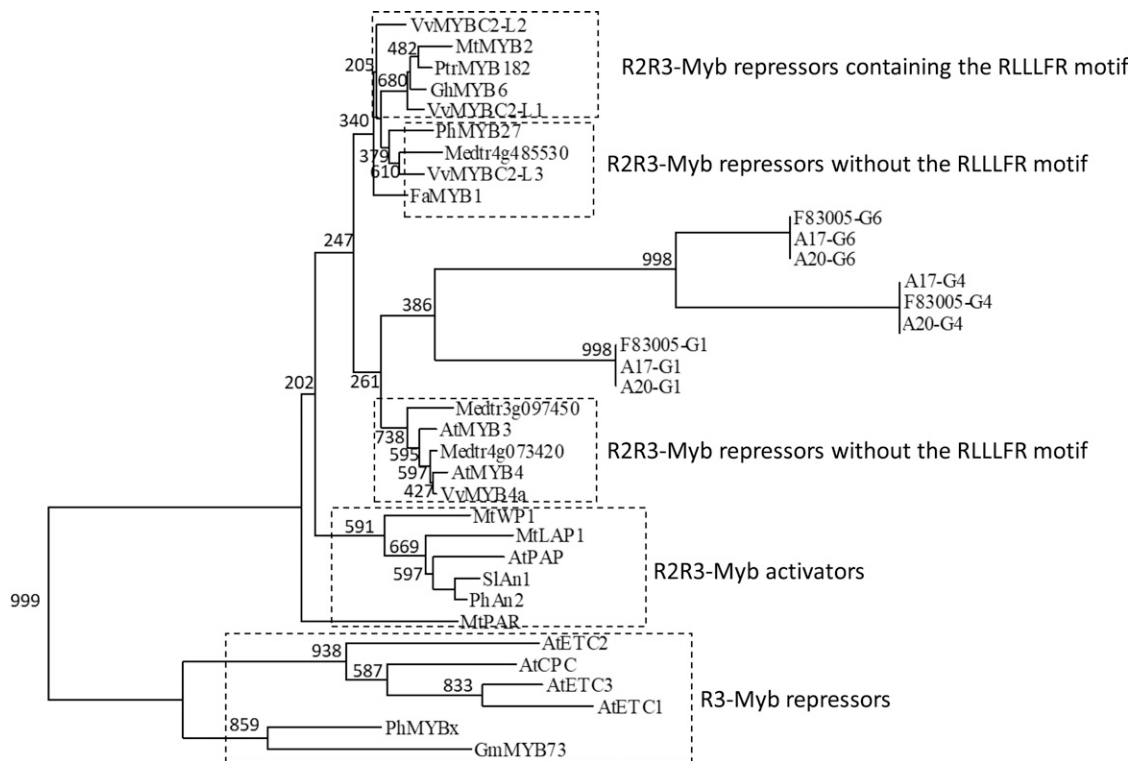 VvMYBC2-L2
482
MtMYB2
205
PtrMYB182
R2R3-Myb repressors containing the RLLLFR motif
680
GhMYB6
VvMYBC2-L1
340
PhMYB27
379
Medtr4g485530
R2R3-Myb repressors without the RLLLFR motif
610
VvMYBC2-L3
FaMYB1
F83005-G6
247
A17-G6
998
A20-G6
A17-G4
386
F83005-G4
A20-G4
998
F83005-G1
A17-G1
261
202
A20-G1
Medtr3g097450
738
AtMYB3
595
Medtr4g073420
R2R3-Myb repressors without the RLLLFR motif
597
AtMYB4
427
VvMYB4a
591
MtWP1
669
MtLAP1
AtPAP
597
SlAn1
R2R3-Myb activators
PhAn2
999
MtPAR
938
AtETC2
587
AtCPC
833
AtETC3
R3-Myb repressors
AtETC1
859
PhMYBx
GmMYB73